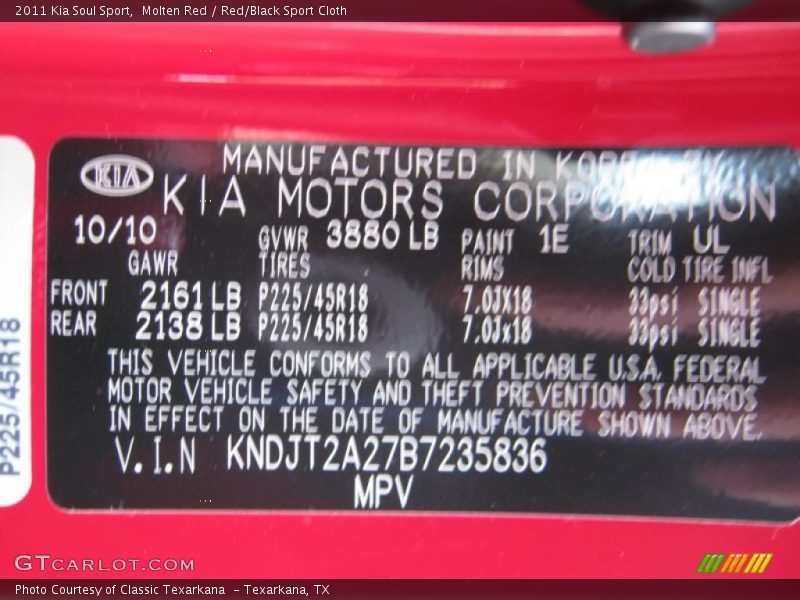 2011 Kia Soul Sport,  Molten Red / Red/Black Sport Cloth
MANUFACTURED IN KOREA BY
KIA
KIA MOTORS CORPORATION
10/10 GVWR 3880 LB PAINT 1E TRIM UL
GAWR TIRES RIMS COLD TIRE INFL
FRONT 2161 LB P225/45R18 7.0JX18 33psi SINGLE
REAR 2138 LB P225/45R18 7.0Jx18 33psi SINGLE
THIS VEHICLE CONFORMS TO ALL APPLICABLE U.S.A. FEDERAL
MOTOR VEHICLE SAFETY AND THEFT PREVENTION STANDARDS
IN EFFECT ON THE DATE OF MANUFACTURE SHOWN ABOVE.
V.I.N KNDJT2A27B7235836
MPV
P225/45R18
GTCARLOT.COM
Photo Courtesy of Classic Texarkana  - Texarkana, TX